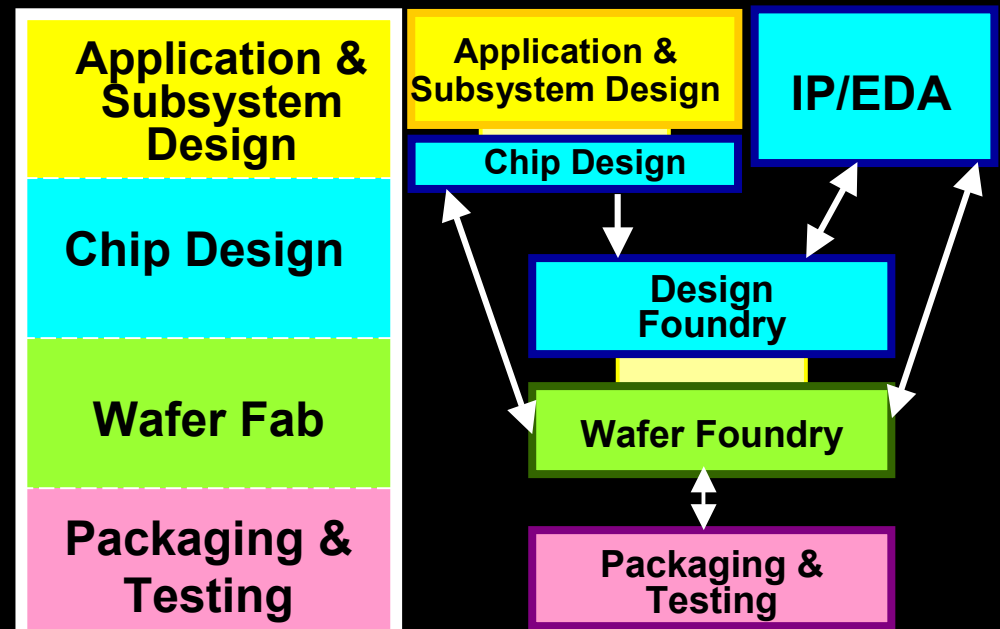 Application &
Subsystem
Design
Chip Design
Wafer Fab
Packaging &
Testing
Application &
Subsystem Design
Chip Design
IP/EDA
Design
Foundry
Wafer Foundry
Packaging &
Testing